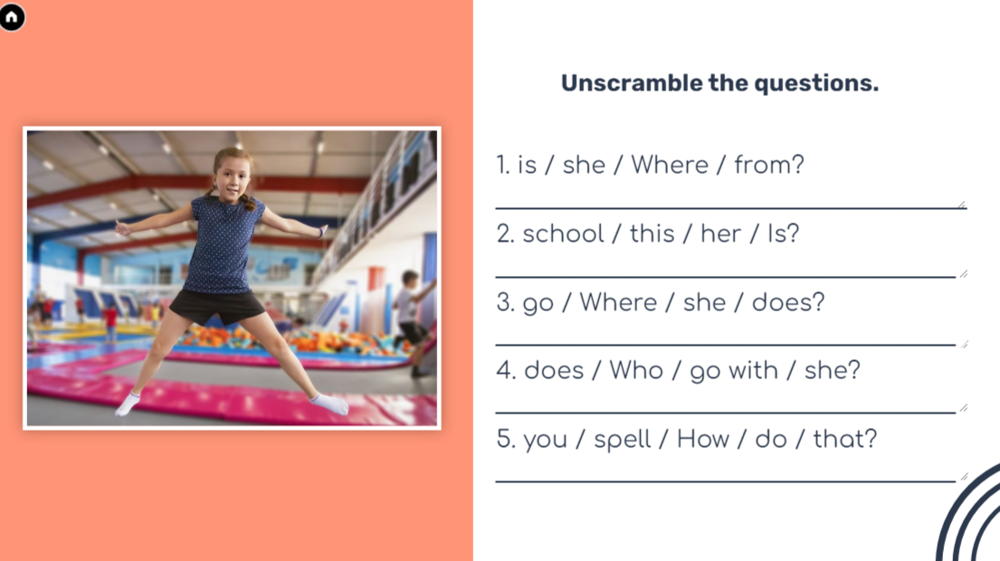 Unscramble the questions.
1. is / she / Where / from?
2. school / this / her / Is?
3. go / Where / she / does?
4. does / Who / go with / she?
5. you / spell / How / do / that?